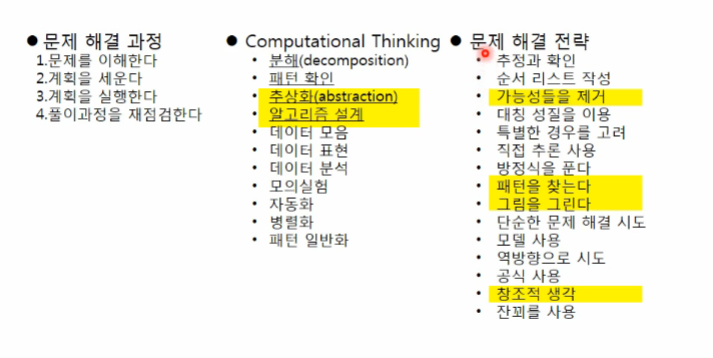 ● 문제 해결 과정
1.문제를 이해한다
2.계획을 세운다
3.계획을 실행한다
4.풀이과정을 재점검한다
● Computational Thinking
• 분해(decomposition)
• 패턴 확인
• 추상화(abstraction)
• 알고리즘 설계
• 데이터 모음
• 데이터 표현
• 데이터 분석
• 모의실험
• 자동화
• 병렬화
• 패턴 일반화
● 문제 해결 전략
• 추정과 확인
• 순서 리스트 작성
• 가능성들을 제거
• 대칭 성질을 이용
• 특별한 경우를 고려
• 직접 추론 사용
• 방정식을 푼다
• 패턴을 찾는다
• 그림을 그린다
• 단순한 문제 해결 시도
• 모델 사용
• 역방향으로 시도
• 공식 사용
• 창조적 생각
• 잔꾀를 사용